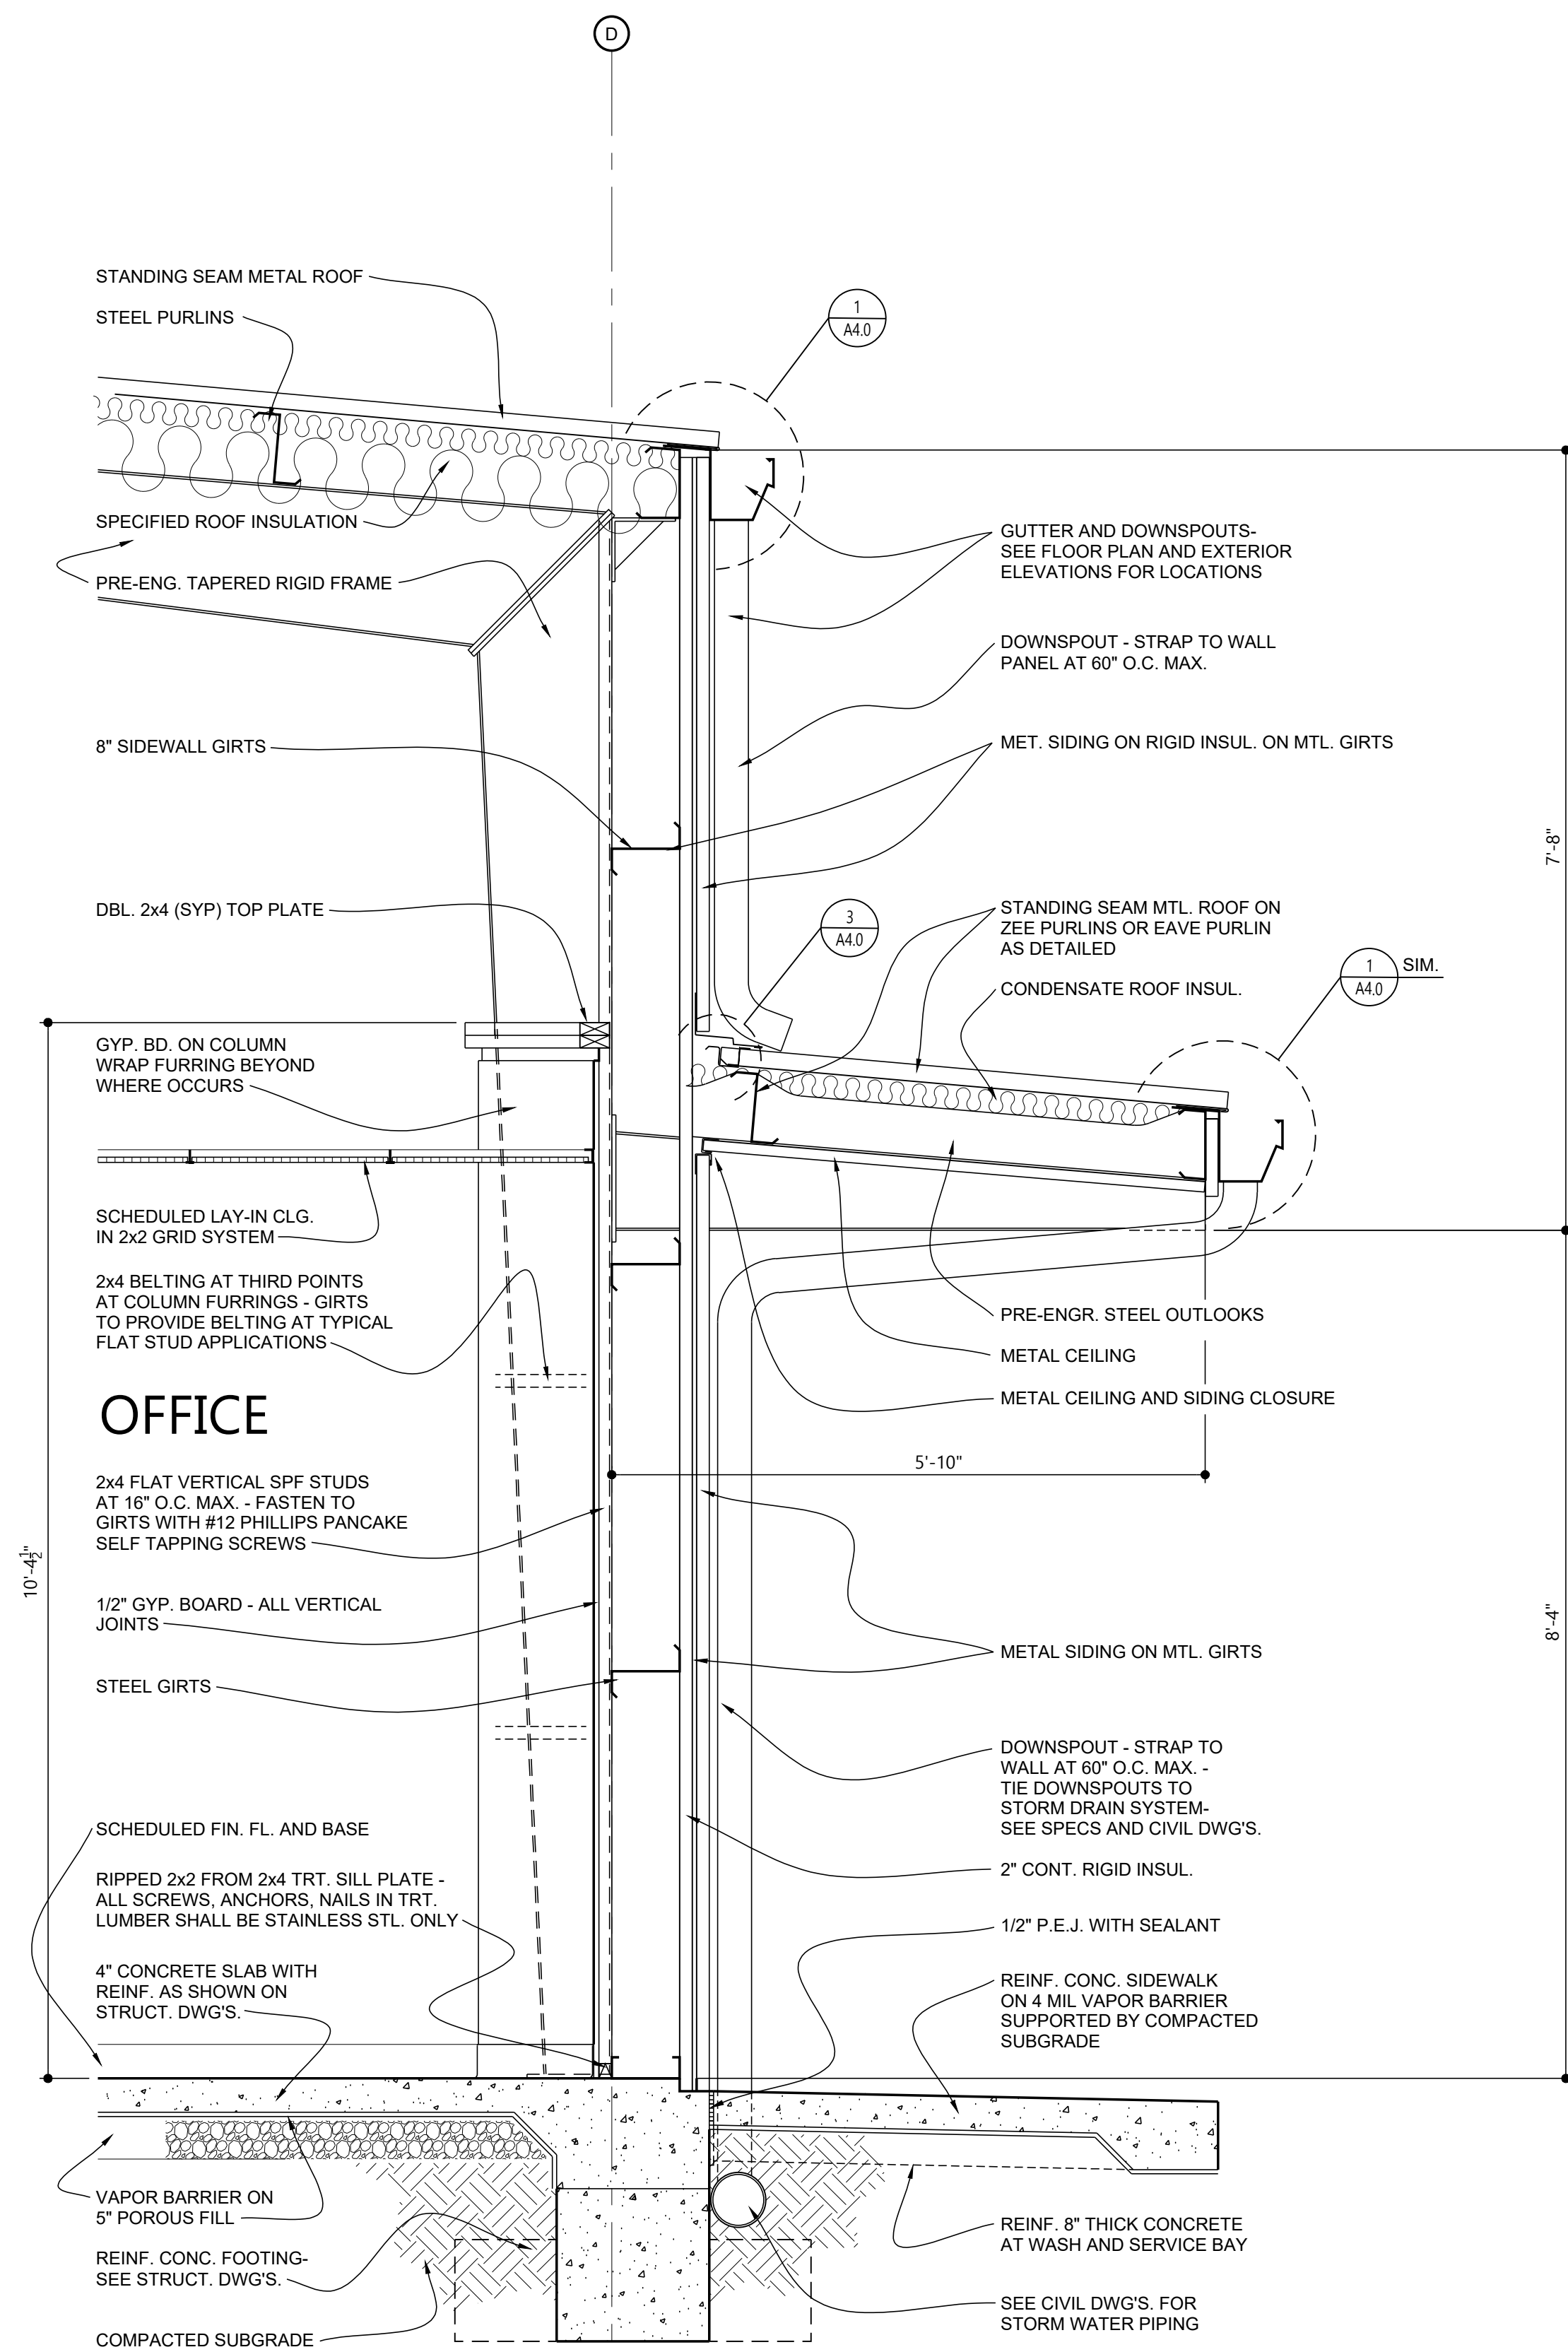 D
STANDING SEAM METAL ROOF
STEEL PURLINS
1
A4.0
SPECIFIED ROOF INSULATION
PRE-ENG. TAPERED RIGID FRAME
GUTTER AND DOWNSPOUTS-
SEE FLOOR PLAN AND EXTERIOR
ELEVATIONS FOR LOCATIONS
DOWNSPOUT - STRAP TO WALL
PANEL AT 60" O.C. MAX.
8" SIDEWALL GIRTS
MET. SIDING ON RIGID INSUL. ON MTL. GIRTS
7'-8"
DBL. 2x4 (SYP) TOP PLATE
3
A4.0
STANDING SEAM MTL. ROOF ON
ZEE PURLINS OR EAVE PURLIN
AS DETAILED
1
A4.0
SIM.
CONDENSATE ROOF INSUL.
GYP. BD. ON COLUMN
WRAP FURRING BEYOND
WHERE OCCURS
SCHEDULED LAY-IN CLG.
IN 2x2 GRID SYSTEM
2x4 BELTING AT THIRD POINTS
AT COLUMN FURRINGS - GIRTS
TO PROVIDE BELTING AT TYPICAL
FLAT STUD APPLICATIONS
PRE-ENGR. STEEL OUTLOOKS
METAL CEILING
METAL CEILING AND SIDING CLOSURE
OFFICE
5'-10"
2x4 FLAT VERTICAL SPF STUDS
AT 16" O.C. MAX. - FASTEN TO
GIRTS WITH #12 PHILLIPS PANCAKE
SELF TAPPING SCREWS
10'-4 1/2"
1/2" GYP. BOARD - ALL VERTICAL
JOINTS
8'-4"
METAL SIDING ON MTL. GIRTS
STEEL GIRTS
DOWNSPOUT - STRAP TO
WALL AT 60" O.C. MAX. -
TIE DOWNSPOUTS TO
STORM DRAIN SYSTEM-
SEE SPECS AND CIVIL DWG'S.
SCHEDULED FIN. FL. AND BASE
2" CONT. RIGID INSUL.
RIPPED 2x2 FROM 2x4 TRT. SILL PLATE -
ALL SCREWS, ANCHORS, NAILS IN TRT.
LUMBER SHALL BE STAINLESS STL. ONLY
1/2" P.E.J. WITH SEALANT
4" CONCRETE SLAB WITH
REINF. AS SHOWN ON
STRUCT. DWG'S.
REINF. CONC. SIDEWALK
ON 4 MIL VAPOR BARRIER
SUPPORTED BY COMPACTED
SUBGRADE
VAPOR BARRIER ON
5" POROUS FILL
REINF. 8" THICK CONCRETE
AT WASH AND SERVICE BAY
REINF. CONC. FOOTING-
SEE STRUCT. DWG'S.
SEE CIVIL DWG'S. FOR
STORM WATER PIPING
COMPACTED SUBGRADE